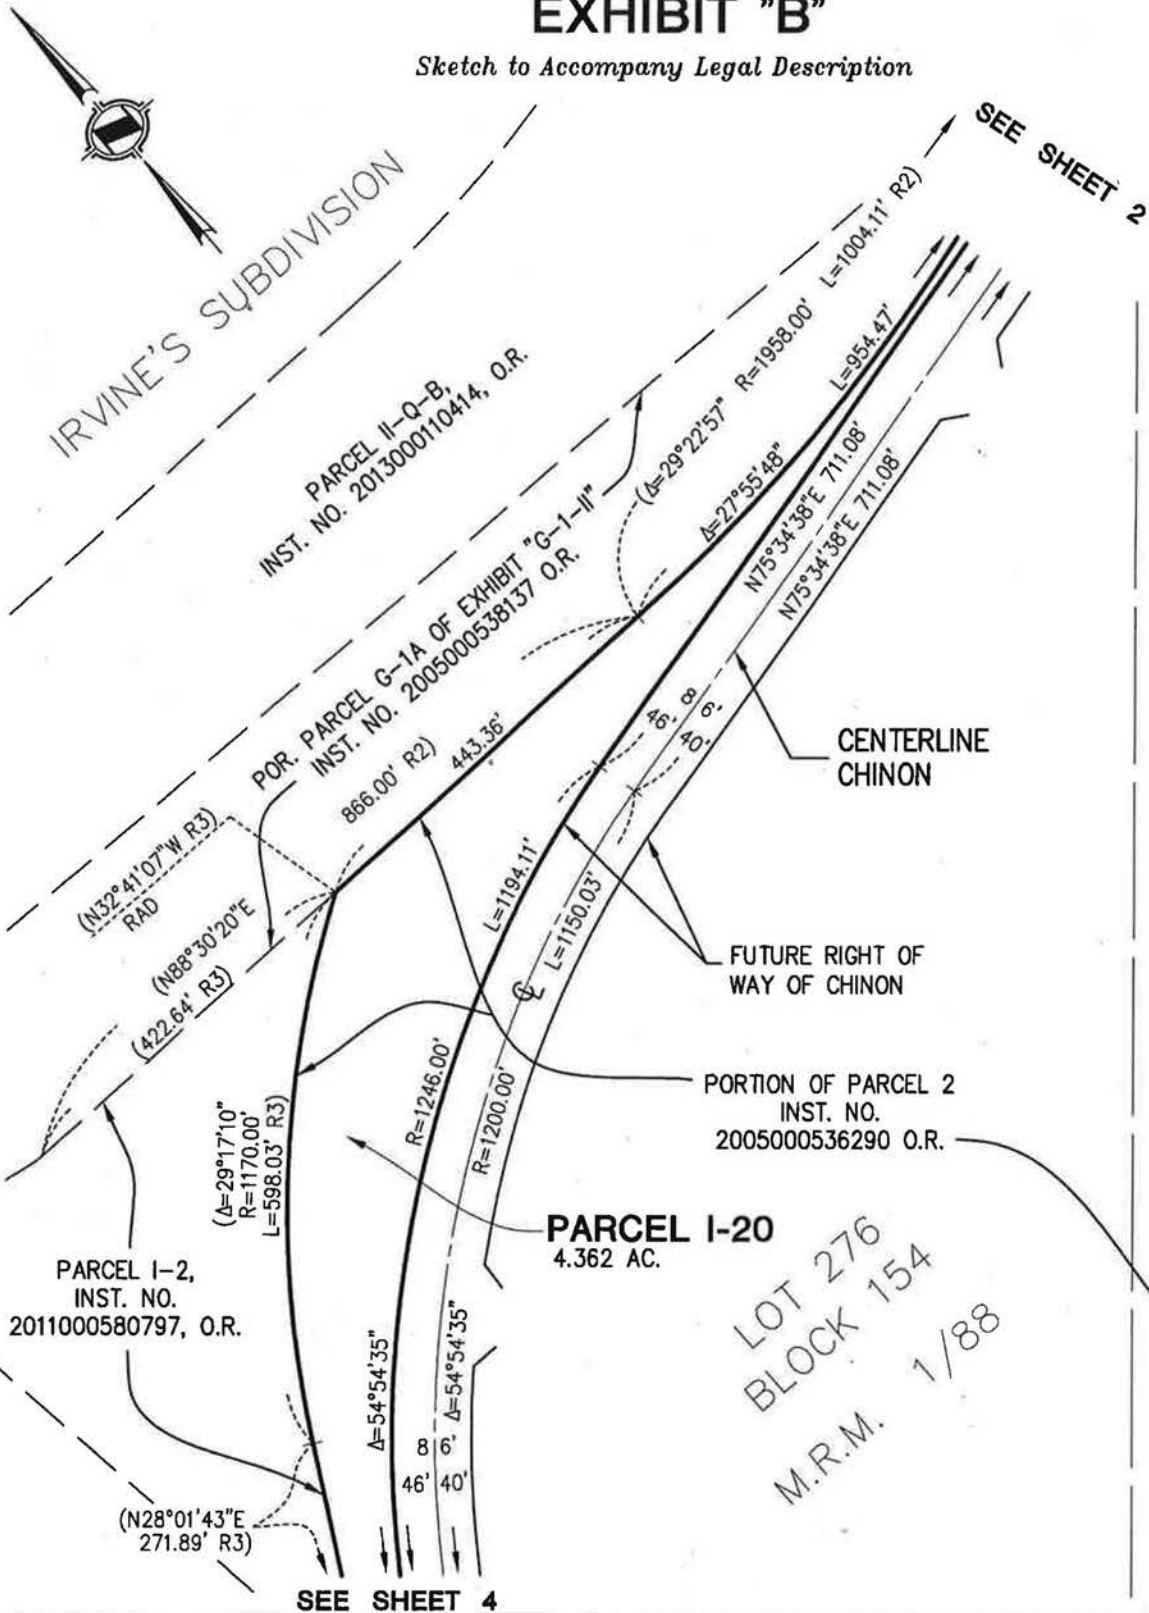 EXHIBIT "B"
Sketch to Accompany Legal Description
SEE SHEET 2
IRVINE'S SUBDIVISION
PARCEL II-Q-B,
INST. NO. 2013000110414, O.R.
(Δ=29°22'57" R=1958.00' L=1004.11' R2)
Δ=27°55'48" L=954.47'
N75°34'38"E 711.08'
N75°34'38"E 711.08'
POR. PARCEL G-1A OF EXHIBIT "G-1-II"
INST. NO. 2005000538137 O.R.
866.00' R2) 443.36'
46' 8 6' 40'
CENTERLINE
CHINON
(N32°41'07"W R3)
RAD
(N88°30'20"E
(422.64' R3)
L=1194.11'
L=1150.03'
FUTURE RIGHT OF
WAY OF CHINON
R=1246.00'
R=1200.00'
PORTION OF PARCEL 2
INST. NO.
2005000536290 O.R.
(Δ=29°17'10"
R=1170.00'
L=598.03' R3)
PARCEL I-20
4.362 AC.
PARCEL I-2,
INST. NO.
2011000580797, O.R.
LOT 276
BLOCK 154
M.R.M. 1/88
Δ=54°54'35"
Δ=54°54'35"
8 6'
46' 40'
(N28°01'43"E
271.89' R3)
SEE SHEET 4